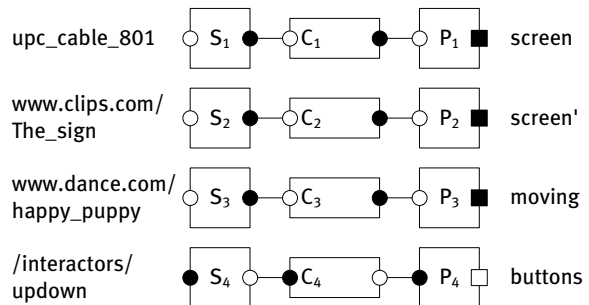 upc_cable_801 S₁ C₁ P₁ screen
www.clips.com/
The_sign S₂ C₂ P₂ screen'
www.dance.com/
happy_puppy S₃ C₃ P₃ moving
/interactors/
updown S₄ C₄ P₄ buttons